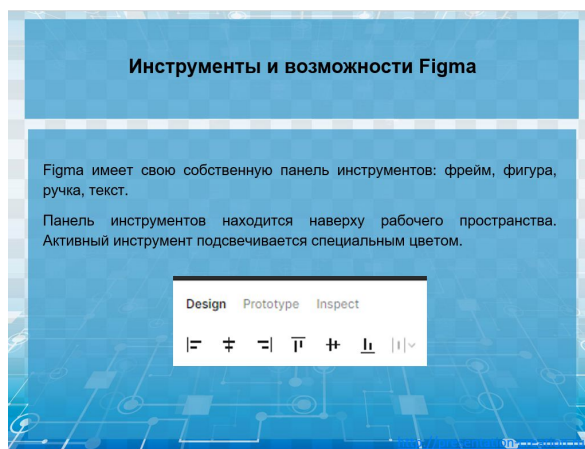 Инструменты и возможности Figma
Figma имеет свою собственную панель инструментов: фрейм, фигура,
ручка, текст.
Панель инструментов находится наверху рабочего пространства.
Активный инструмент подсвечивается специальным цветом.
Design Prototype Inspect